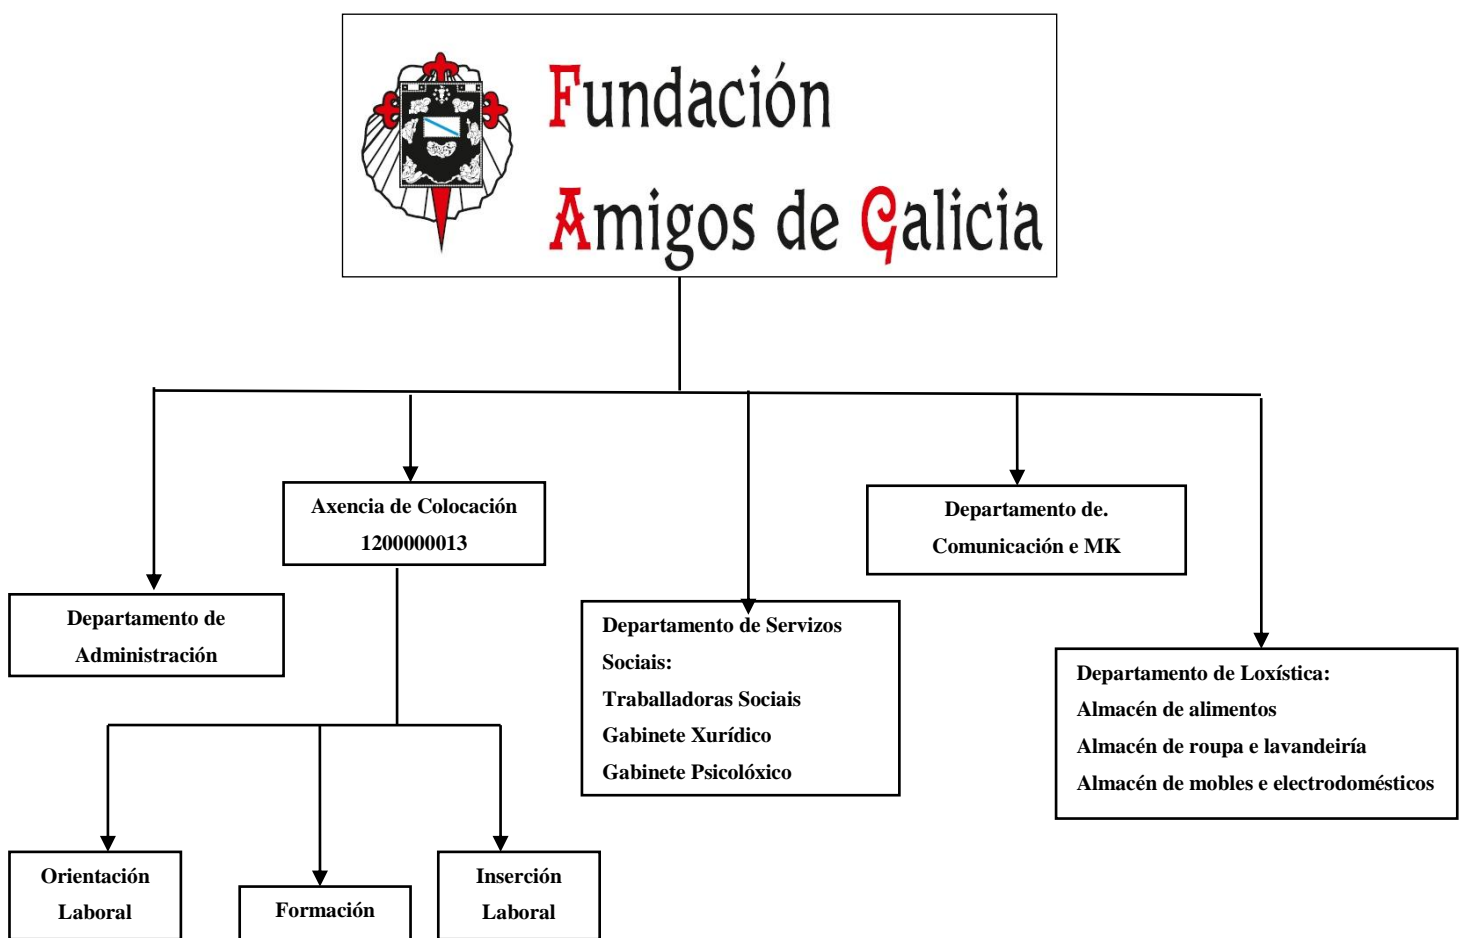 Fundación
Amigos de Galicia
Axencia de Colocación
1200000013
Departamento de.
Comunicación e MK
Departamento de
Administración
Departamento de Servizos
Sociais:
Traballadoras Sociais
Gabinete Xurídico
Gabinete Psicolóxico
Departamento de Loxística:
Almacén de alimentos
Almacén de roupa e lavandeiría
Almacén de mobles e electrodomésticos
Orientación
Laboral
Formación
Inserción
Laboral